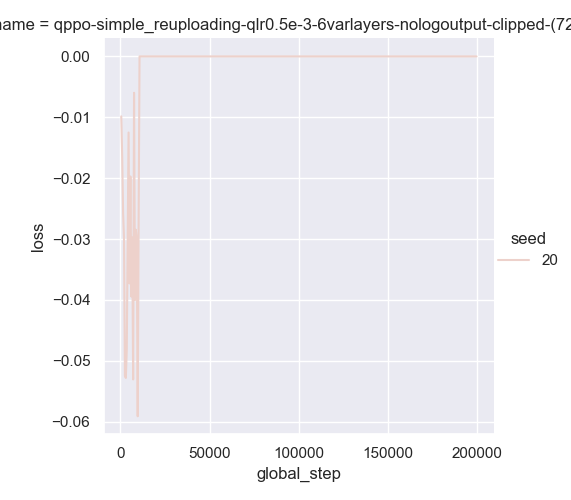 name = qppo-simple_reuploading-qlr0.5e-3-6varlayers-nologoutput-clipped-(72
0.00
−0.01
−0.02
−0.03
−0.04
−0.05
−0.06
loss
0 50000 100000 150000 200000
global_step
seed
20